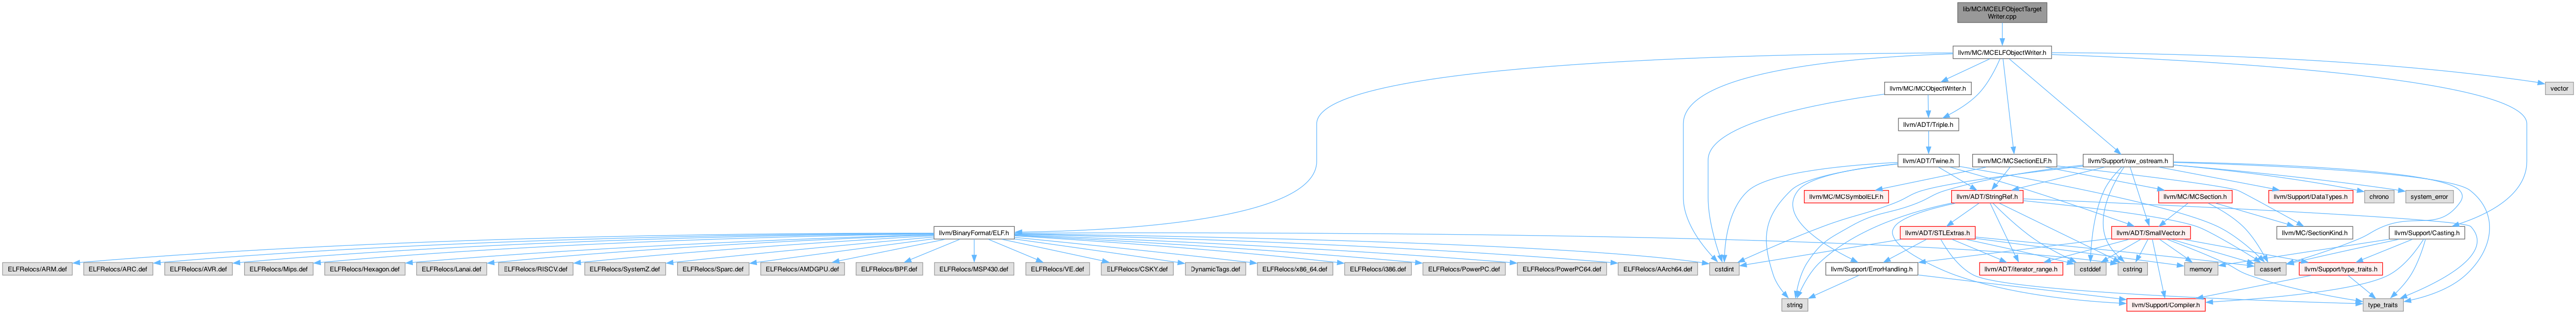 lib/MC/MCELFObjectTarget
Writer.cpp
llvm/MC/MCELFObjectWriter.h
llvm/MC/MCObjectWriter.h
vector
llvm/ADT/Triple.h
llvm/ADT/Twine.h
llvm/MC/MCSectionELF.h
llvm/Support/raw_ostream.h
llvm/MC/MCSymbolELF.h
llvm/ADT/StringRef.h
llvm/MC/MCSection.h
llvm/Support/DataTypes.h
chrono
system_error
llvm/BinaryFormat/ELF.h
llvm/ADT/STLExtras.h
llvm/ADT/SmallVector.h
llvm/MC/SectionKind.h
llvm/Support/Casting.h
ELFRelocs/ARM.def
ELFRelocs/ARC.def
ELFRelocs/AVR.def
ELFRelocs/Mips.def
ELFRelocs/Hexagon.def
ELFRelocs/Lanai.def
ELFRelocs/RISCV.def
ELFRelocs/SystemZ.def
ELFRelocs/Sparc.def
ELFRelocs/AMDGPU.def
ELFRelocs/BPF.def
ELFRelocs/MSP430.def
ELFRelocs/VE.def
ELFRelocs/CSKY.def
DynamicTags.def
ELFRelocs/x86_64.def
ELFRelocs/i386.def
ELFRelocs/PowerPC.def
ELFRelocs/PowerPC64.def
ELFRelocs/AArch64.def
cstdint
llvm/Support/ErrorHandling.h
llvm/ADT/iterator_range.h
cstddef
cstring
memory
cassert
llvm/Support/type_traits.h
string
llvm/Support/Compiler.h
type_traits